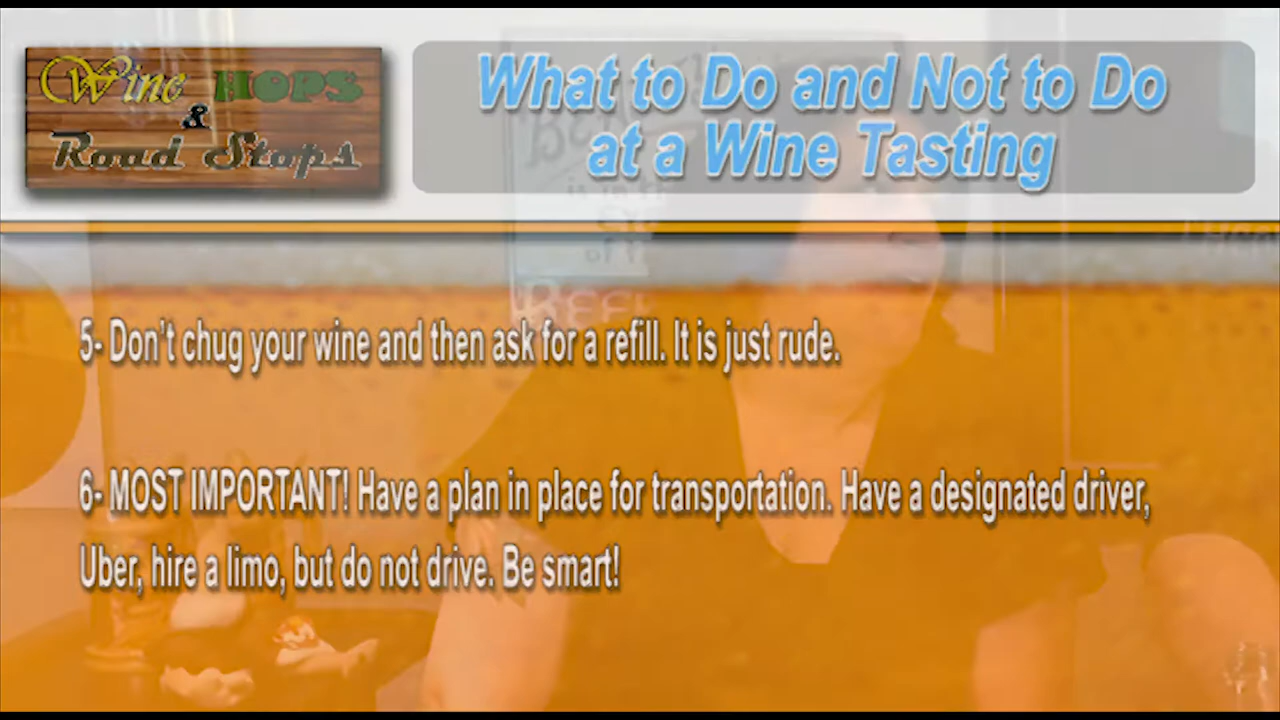 Wine HOPS
&
Road Stops
What to Do and Not to Do
at a Wine Tasting
5- Don't chug your wine and then ask for a refill. It is just rude.
6- MOST IMPORTANT! Have a plan in place for transportation. Have a designated driver,
Uber, hire a limo, but do not drive. Be smart!